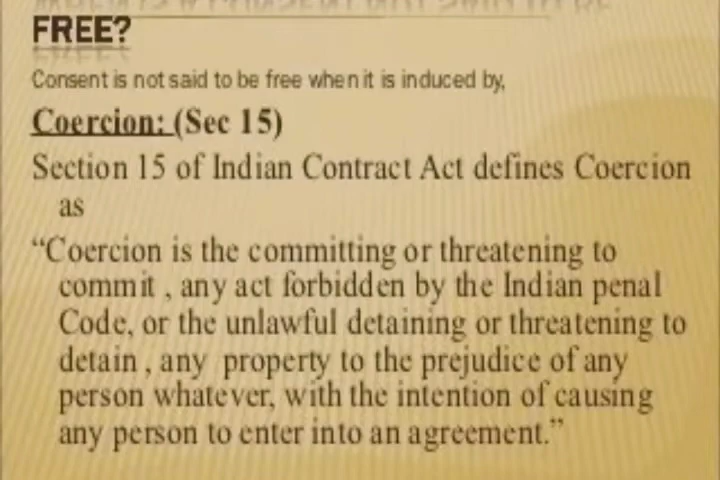 FREE?
Consent is not said to be free when it is induced by,
Coercion: (Sec 15)
Section 15 of Indian Contract Act defines Coercion
as
“Coercion is the committing or threatening to
commit , any act forbidden by the Indian penal
Code, or the unlawful detaining or threatening to
detain , any property to the prejudice of any
person whatever, with the intention of causing
any person to enter into an agreement.”